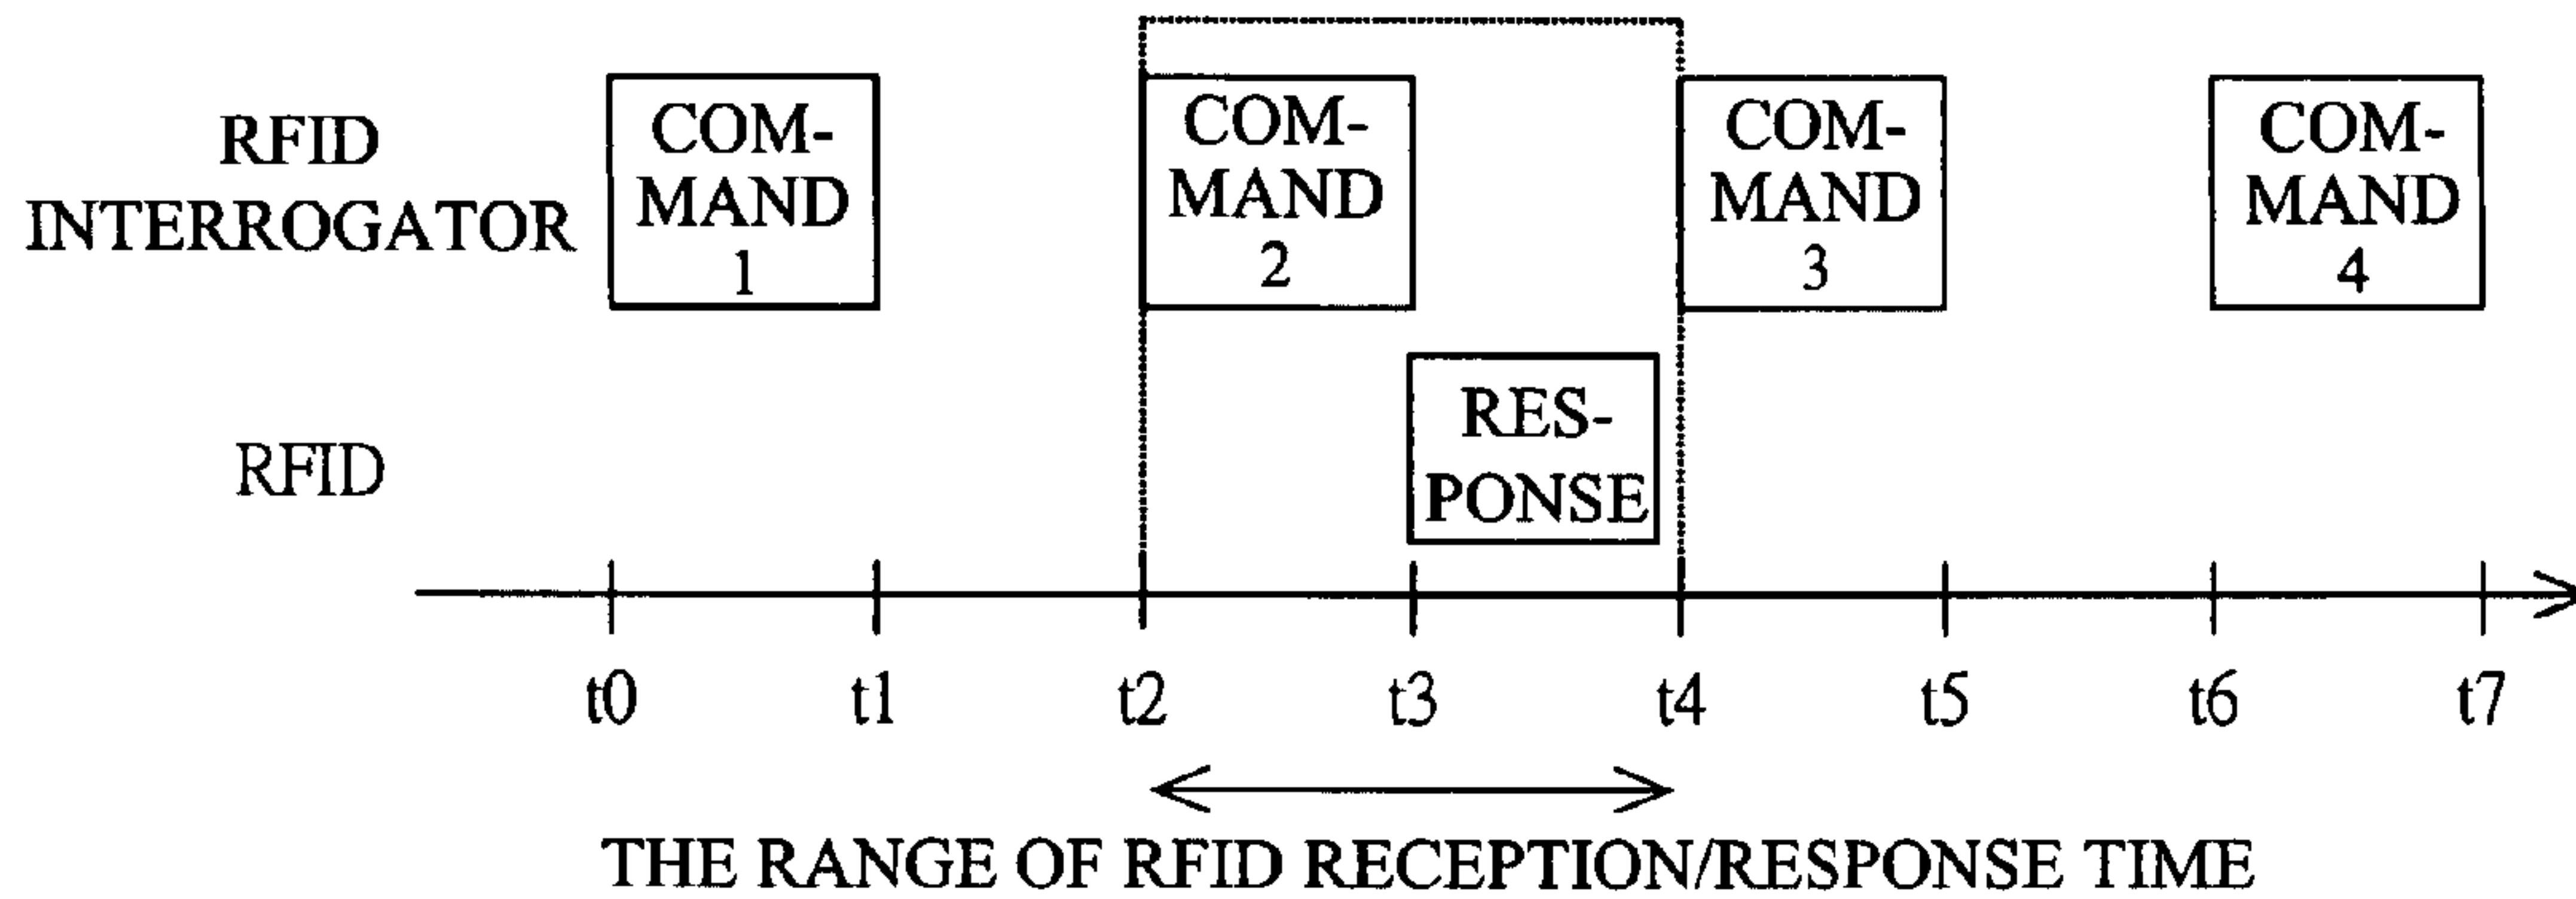 RFID
INTERROGATOR
COM-
MAND
1
COM-
MAND
2
COM-
MAND
3
COM-
MAND
4
RFID
RES-
PONSE
t0 t1 t2 t3 t4 t5 t6 t7
THE RANGE OF RFID RECEPTION/RESPONSE TIME